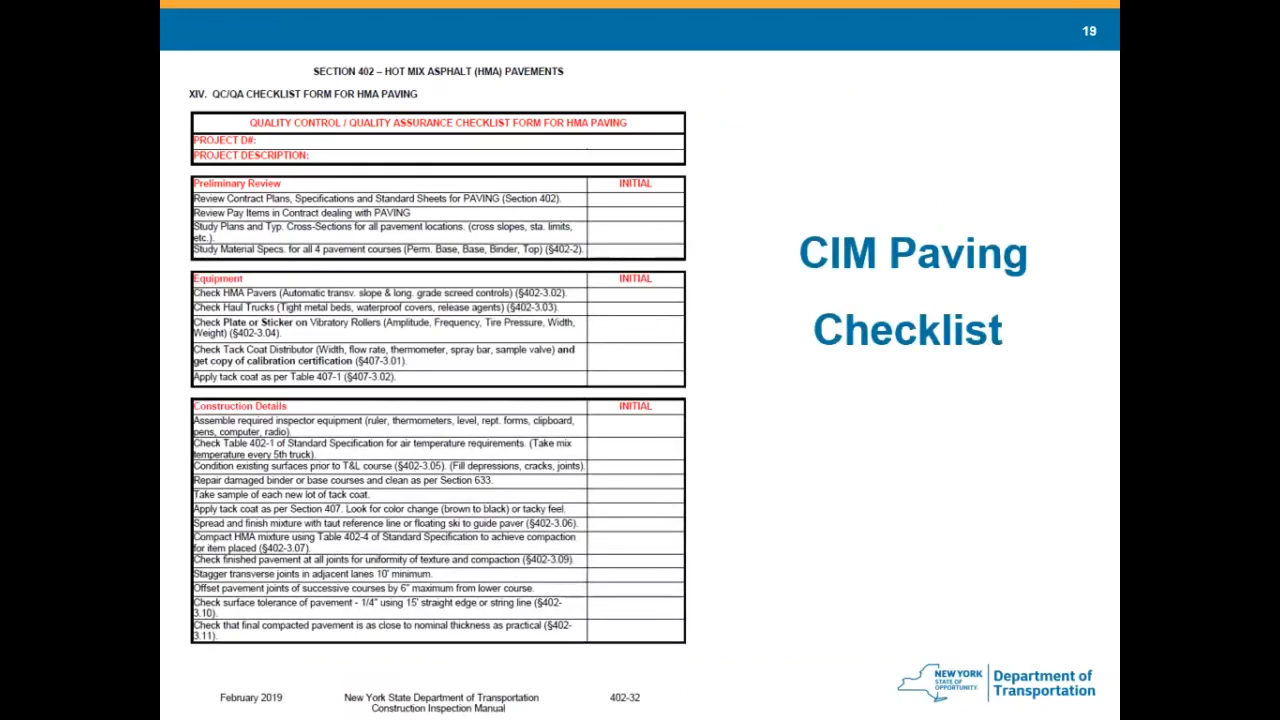 19
SECTION 402 – HOT MIX ASPHALT (HMA) PAVEMENTS
XIV. QC/QA CHECKLIST FORM FOR HMA PAVING
QUALITY CONTROL / QUALITY ASSURANCE CHECKLIST FORM FOR HMA PAVING
PROJECT D#:
PROJECT DESCRIPTION:
Preliminary Review INITIAL
Review Contract Plans, Specifications and Standard Sheets for PAVING (Section 402).
Review Pay Items in Contract dealing with PAVING
Study Plans and Typ. Cross-Sections for all pavement locations. (cross slopes, sta. limits,
etc.).
Study Material Specs. for all 4 pavement courses (Perm. Base, Base, Binder, Top) (§402-2).
Equipment INITIAL
Check HMA Pavers (Automatic transv. slope & long. grade screed controls) (§402-3.02).
Check Haul Trucks (Tight metal beds, waterproof covers, release agents) (§402-3.03).
Check Plate or Sticker on Vibratory Rollers (Amplitude, Frequency, Tire Pressure, Width,
Weight) (§402-3.04).
Check Tack Coat Distributor (Width, flow rate, thermometer, spray bar, sample valve) and
get copy of calibration certification (§407-3.01).
Apply tack coat as per Table 407-1 (§407-3.02).
Construction Details INITIAL
Assemble required inspector equipment (ruler, thermometers, level, rept. forms, clipboard,
pens, computer, radio).
Check Table 402-1 of Standard Specification for air temperature requirements. (Take mix
temperature every 5th truck).
Condition existing surfaces prior to T&L course (§402-3.05). (Fill depressions, cracks, joints).
Repair damaged binder or base courses and clean as per Section 633.
Take sample of each new lot of tack coat.
Apply tack coat as per Section 407. Look for color change (brown to black) or tacky feel.
Spread and finish mixture with taut reference line or floating ski to guide paver (§402-3.06).
Compact HMA mixture using Table 402-4 of Standard Specification to achieve compaction
for item placed (§402-3.07).
Check finished pavement at all joints for uniformity of texture and compaction (§402-3.09).
Stagger transverse joints in adjacent lanes 10' minimum.
Offset pavement joints of successive courses by 6" maximum from lower course.
Check surface tolerance of pavement - 1/4" using 15' straight edge or string line (§402-
3.10).
Check that final compacted pavement is as close to nominal thickness as practical (§402-
3.11).
CIM Paving
Checklist
February 2019 New York State Department of Transportation 402-32
Construction Inspection Manual
NEW YORK
STATE OF
OPPORTUNITY.
Department of
Transportation